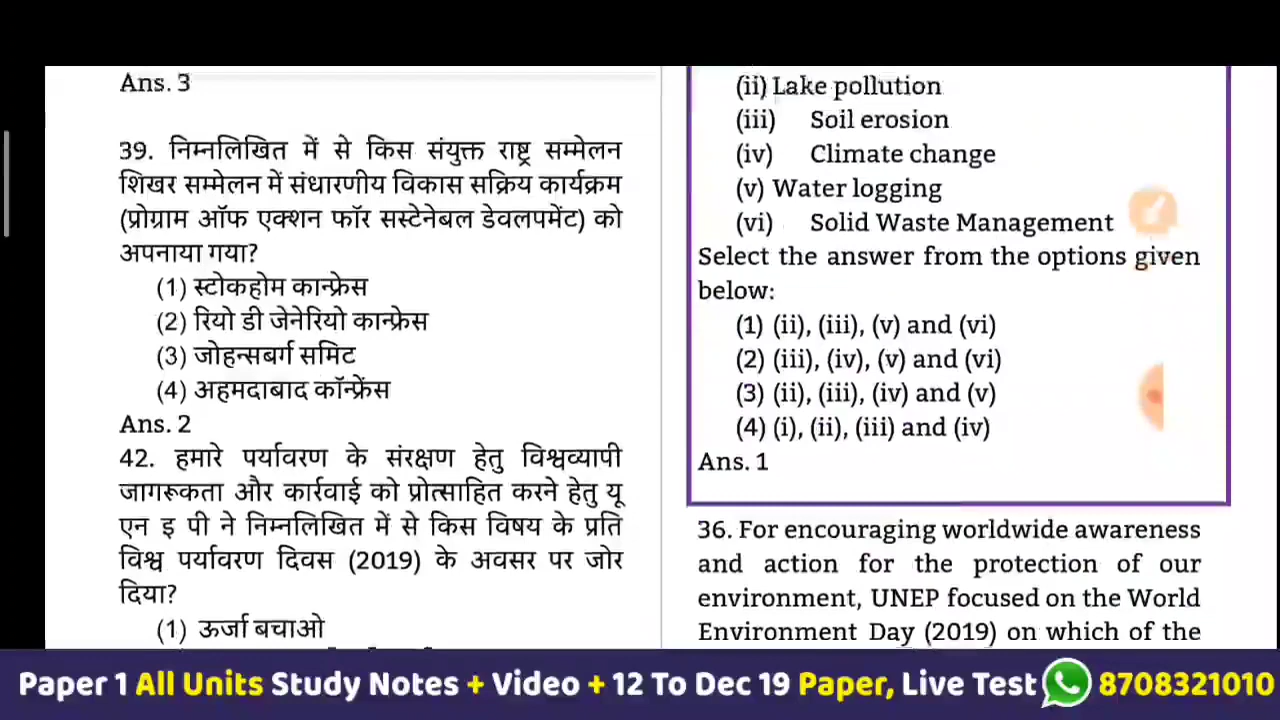 Ans. 3
39. निम्नलिखित में से किस संयुक्त राष्ट्र सम्मेलन
शिखर सम्मेलन में संधारणीय विकास सक्रिय कार्यक्रम
(प्रोग्राम ऑफ एक्शन फॉर सस्टेनेबल डेवलपमेंट) को
अपनाया गया?
(1) स्टोकहोम कान्फ्रेस
(2) रियो डी जेनेरियो कान्फ्रेस
(3) जोहन्सबर्ग समिट
(4) अहमदाबाद कॉन्फ्रेंस
Ans. 2
42. हमारे पर्यावरण के संरक्षण हेतु विश्वव्यापी
जागरूकता और कार्रवाई को प्रोत्साहित करने हेतु यू
एन इ पी ने निम्नलिखित में से किस विषय के प्रति
विश्व पर्यावरण दिवस (2019) के अवसर पर जोर
दिया?
(1) ऊर्जा बचाओ
(ii) Lake pollution
(iii) Soil erosion
(iv) Climate change
(v) Water logging
(vi) Solid Waste Management
Select the answer from the options given
below:
(1) (ii), (iii), (v) and (vi)
(2) (iii), (iv), (v) and (vi)
(3) (ii), (iii), (iv) and (v)
(4) (i), (ii), (iii) and (iv)
Ans. 1
36. For encouraging worldwide awareness
and action for the protection of our
environment, UNEP focused on the World
Environment Day (2019) on which of the
Paper 1 All Units Study Notes + Video + 12 To Dec 19 Paper, Live Test 8708321010